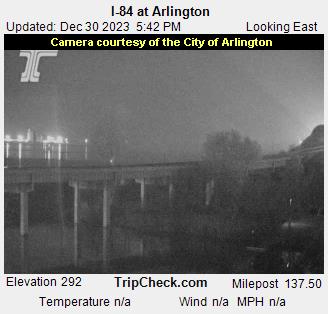 I-84 at Arlington
Updated: Dec 30 2023 5:42 PM Looking East
Camera courtesy of the City of Arlington
Elevation 292 TripCheck.com Milepost 137.50
Temperature n/a Wind n/a MPH n/a